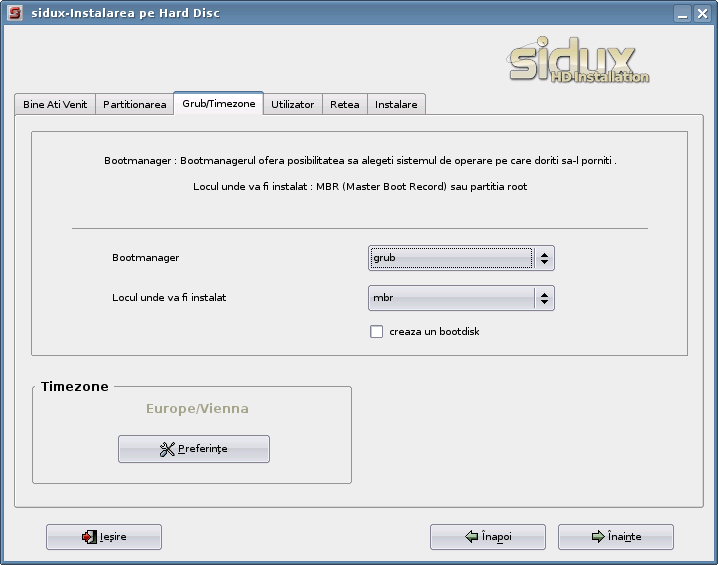 sidux-Instalarea pe Hard Disc
sidux
HD-Installation
Bine Ati Venit
Partitionarea
Grub/Timezone
Utilizator
Retea
Instalare
Bootmanager : Bootmanagerul ofera posibilitatea sa alegeti sistemul de operare pe care doriti sa-l porniti .
Locul unde va fi instalat : MBR (Master Boot Record) sau partitia root
Bootmanager
grub
Locul unde va fi instalat
mbr
creaza un bootdisk
Timezone
Europe/Vienna
Preferințe
Ieșire
Înapoi
Înainte